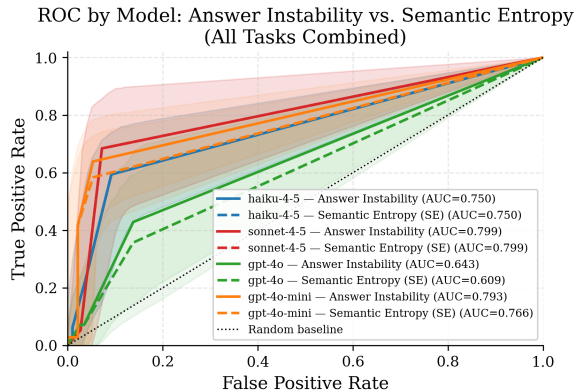 ROC by Model: Answer Instability vs. Semantic Entropy
(All Tasks Combined)
1.0
0.8
0.6
0.4
0.2
0.0
True Positive Rate
haiku-4-5 — Answer Instability (AUC=0.750)
haiku-4-5 — Semantic Entropy (SE) (AUC=0.750)
sonnet-4-5 — Answer Instability (AUC=0.799)
sonnet-4-5 — Semantic Entropy (SE) (AUC=0.799)
gpt-4o — Answer Instability (AUC=0.643)
gpt-4o — Semantic Entropy (SE) (AUC=0.609)
gpt-4o-mini — Answer Instability (AUC=0.793)
gpt-4o-mini — Semantic Entropy (SE) (AUC=0.766)
Random baseline
0.0 0.2 0.4 0.6 0.8 1.0
False Positive Rate